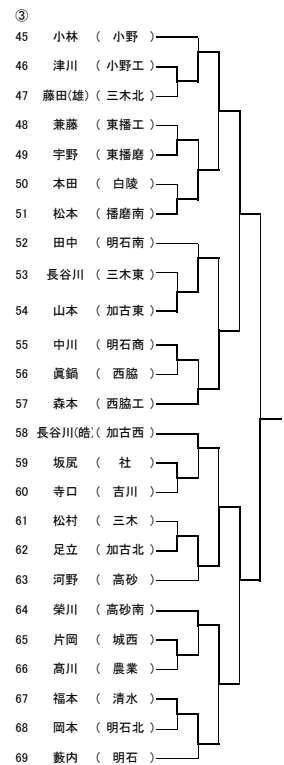 ③
45 小林 ( 小野 )
46 津川 ( 小野工 )
47 藤田(雄) ( 三木北 )
48 兼藤 ( 東播工 )
49 宇野 ( 東播磨 )
50 本田 ( 白陵 )
51 松本 ( 播磨南 )
52 田中 ( 明石南 )
53 長谷川 ( 三木東 )
54 山本 ( 加古東 )
55 中川 ( 明石商 )
56 眞鍋 ( 西脇 )
57 森本 ( 西脇工 )
58 長谷川(皓) ( 加古西 )
59 坂尻 ( 社 )
60 寺口 ( 吉川 )
61 松村 ( 三木 )
62 足立 ( 加古北 )
63 河野 ( 高砂 )
64 榮川 ( 高砂南 )
65 片岡 ( 城西 )
66 髙川 ( 農業 )
67 福本 ( 清水 )
68 岡本 ( 明石北 )
69 藪内 ( 明石 )